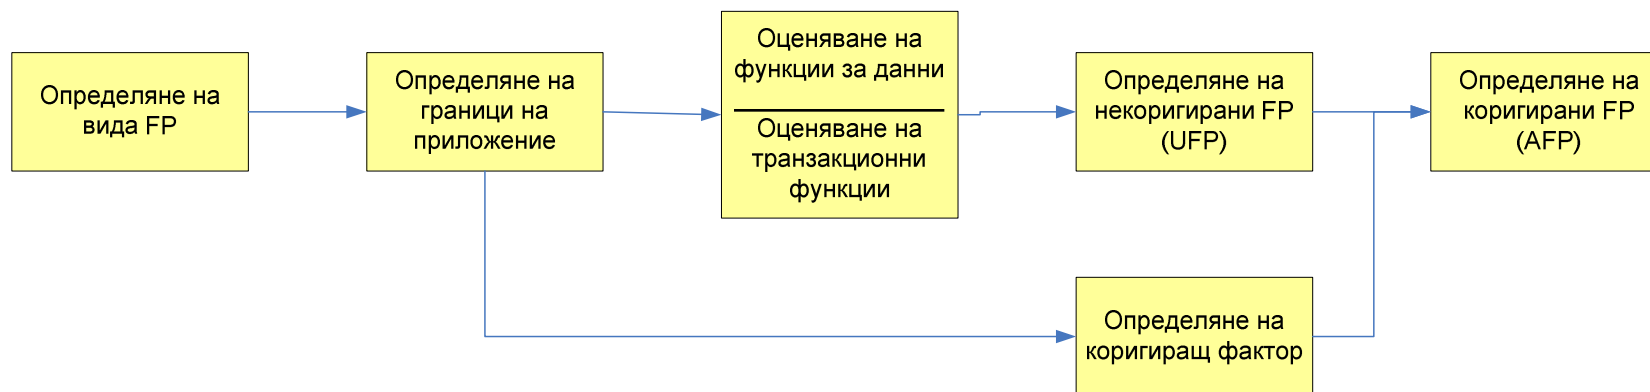 Определяне на
вида FP
Определяне на
граници на
приложение
Оценяване на
функции за данни
Оценяване на
транзакционни
функции
Определяне на
некоригирани FP
(UFP)
Определяне на
коригирани FP
(AFP)
Определяне на
коригиращ фактор